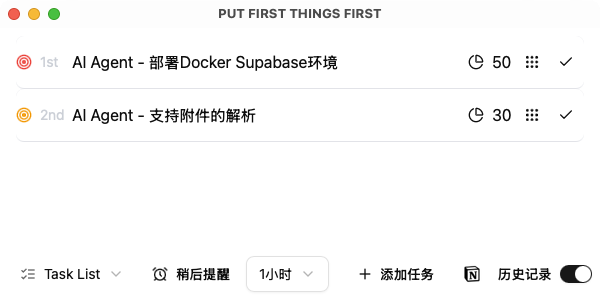 PUT FIRST THINGS FIRST
1st AI Agent - 部署Docker Supabase环境 50
2nd AI Agent - 支持附件的解析 30
Task List 稍后提醒 1小时 添加任务 历史记录